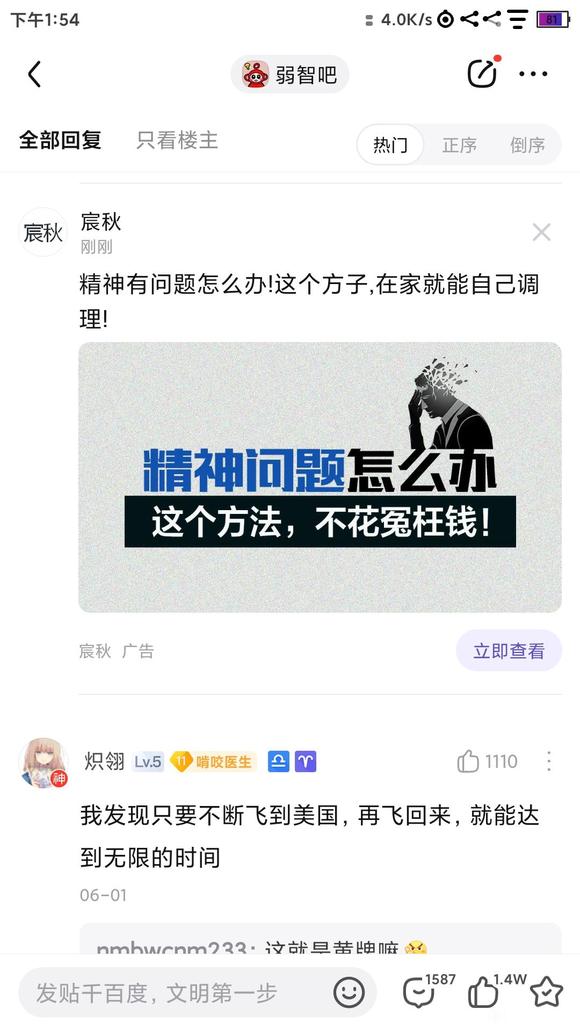 下午1:54
4.0K/s
81
弱智吧
全部回复
只看楼主
热门
正序
倒序
宸秋
宸秋
刚刚
精神有问题怎么办!这个方子,在家就能自己调
理!
精神问题怎么办
这个方法，不花冤枉钱！
宸秋 广告
立即查看
神
炽翎
Lv.5
11
啃咬医生
1110
我发现只要不断飞到美国，再飞回来，就能达
到无限的时间
06-01
nmbwcnm233: 这就是黄牌嘛
发贴千百度，文明第一步
1587
1.4W